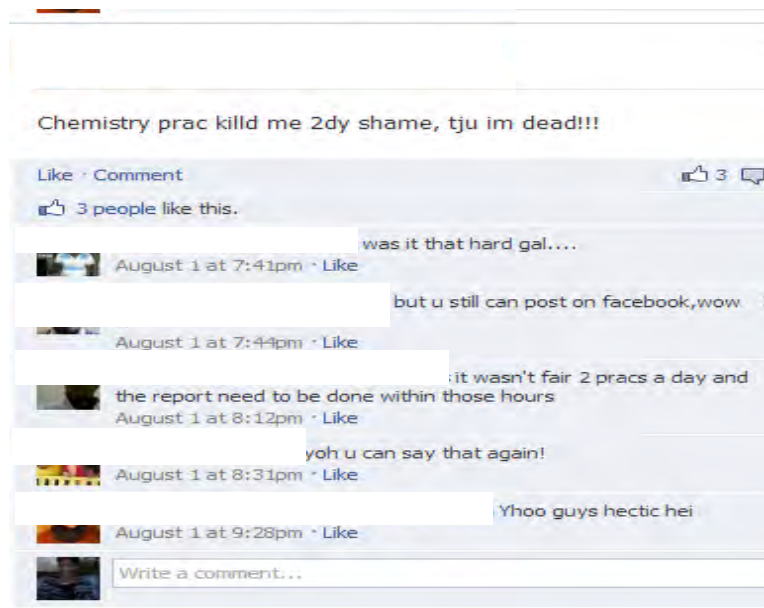 Chemistry prac killd me 2dy shame, tju im dead!!!
Like · Comment 3
3 people like this.
was it that hard gal....
August 1 at 7:41pm · Like
but u still can post on facebook,wow
August 1 at 7:44pm · Like
it wasn't fair 2 pracs a day and
the report need to be done within those hours
August 1 at 8:12pm · Like
yoh u can say that again!
August 1 at 8:31pm · Like
Yhoo guys hectic hei
August 1 at 9:28pm · Like
Write a comment...